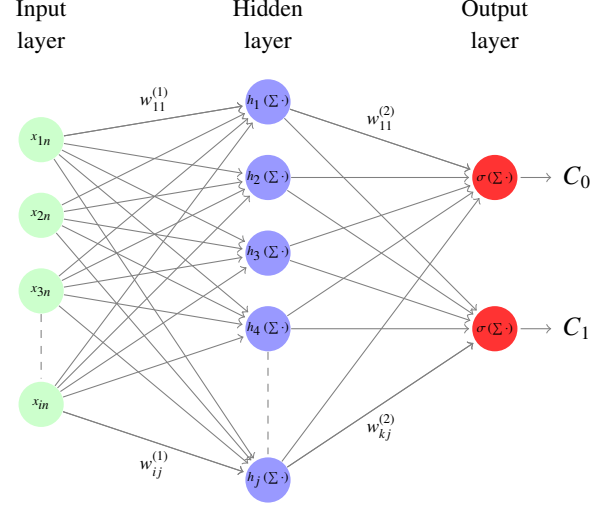 Input layer
Hidden layer
Output layer
w_{11}^{(1)}
w_{11}^{(2)}
x_{1n}
x_{2n}
x_{3n}
x_{in}
h_1 (∑ ·)
h_2 (∑ ·)
h_3 (∑ ·)
h_4 (∑ ·)
h_j (∑ ·)
σ(∑ ·)
C_0
σ(∑ ·)
C_1
w_{ij}^{(1)}
w_{kj}^{(2)}